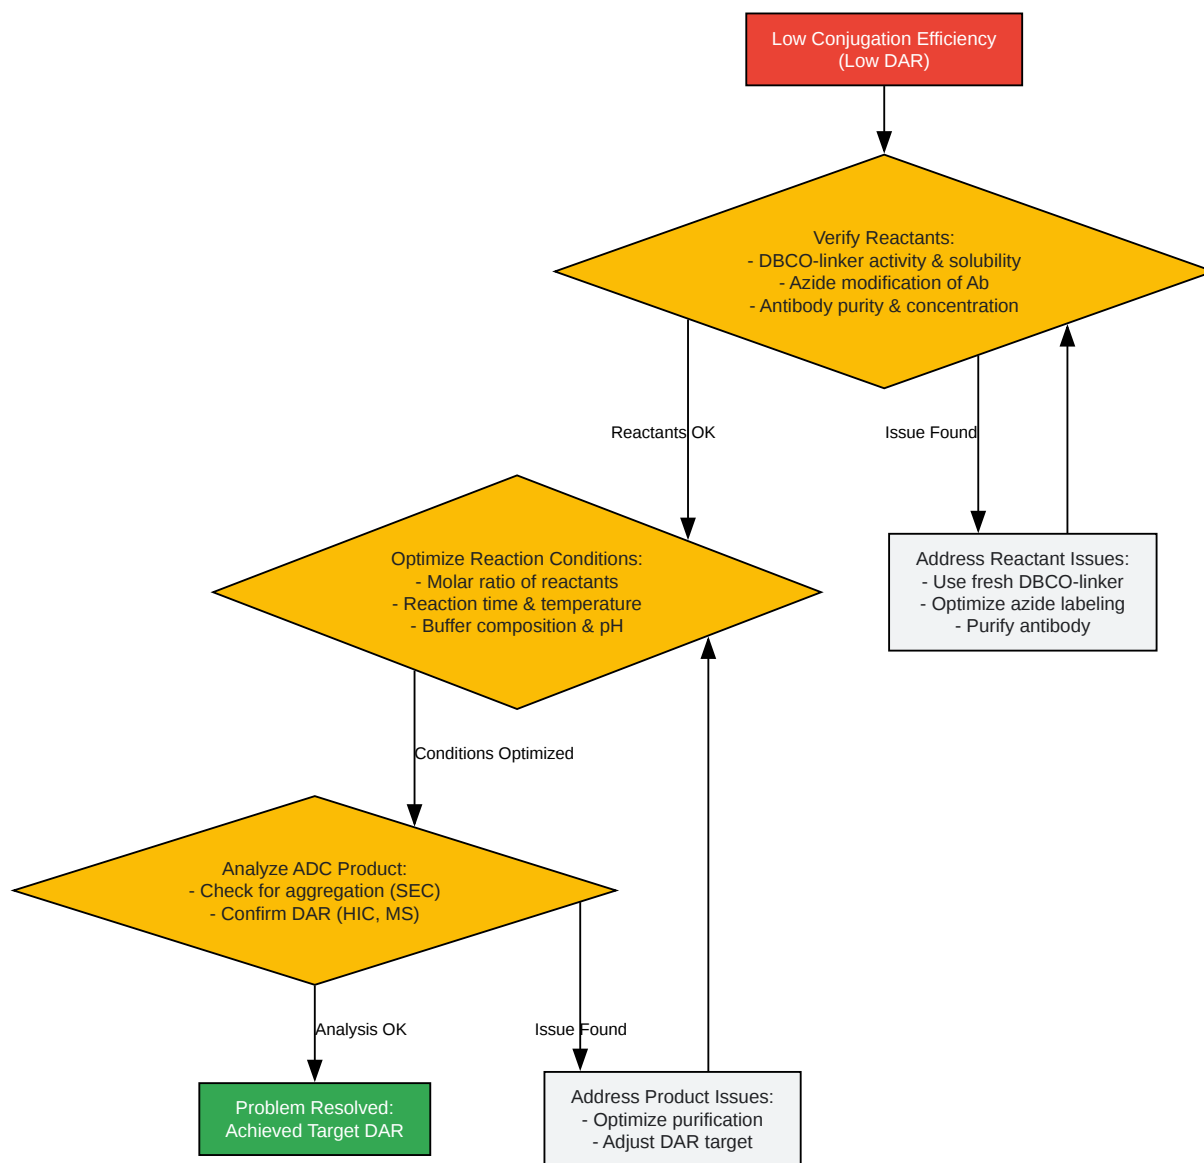 Low Conjugation Efficiency
(Low DAR)
Verify Reactants:
- DBCO-linker activity & solubility
- Azide modification of Ab
- Antibody purity & concentration
Reactants OK
Issue Found
Optimize Reaction Conditions:
- Molar ratio of reactants
- Reaction time & temperature
- Buffer composition & pH
Address Reactant Issues:
- Use fresh DBCO-linker
- Optimize azide labeling
- Purify antibody
Conditions Optimized
Analyze ADC Product:
- Check for aggregation (SEC)
- Confirm DAR (HIC, MS)
Analysis OK
Issue Found
Problem Resolved:
Achieved Target DAR
Address Product Issues:
- Optimize purification
- Adjust DAR target